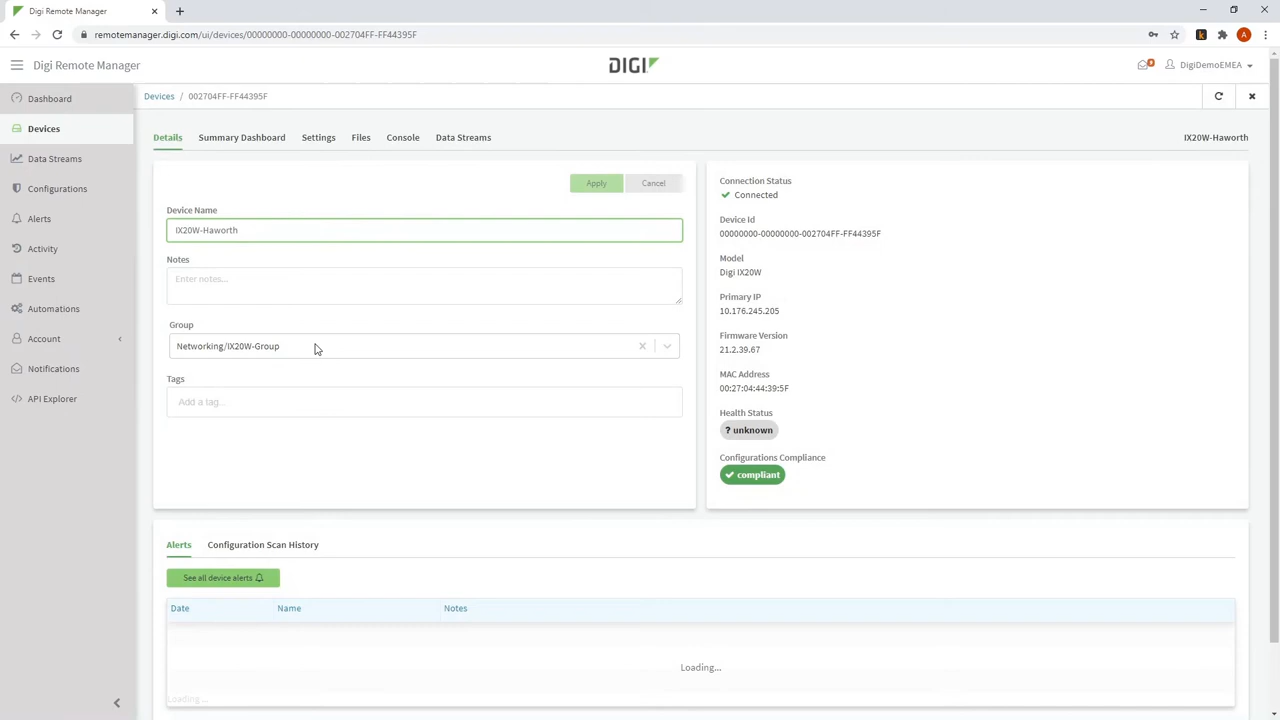 Digi Remote Manager
remotemanager.digi.com/ui/devices/00000000-00000000-002704FF-FF44395F
A
Digi Remote Manager
DIGI
DigiDemoEMEA
Dashboard
Devices / 002704FF-FF44395F
Devices
Data Streams
Configurations
Alerts
Activity
Events
Automations
Account
Notifications
API Explorer
Details Summary Dashboard Settings Files Console Data Streams IX20W-Haworth
Apply Cancel
Device Name
IX20W-Haworth
Notes
Enter notes...
Group
Networking/IX20W-Group
Tags
Add a tag...
Connection Status
Connected
Device Id
00000000-00000000-002704FF-FF44395F
Model
Digi IX20W
Primary IP
10.176.245.205
Firmware Version
21.2.39.67
MAC Address
00:27:04:44:39:5F
Health Status
? unknown
Configurations Compliance
compliant
Alerts Configuration Scan History
See all device alerts
Date Name Notes
Loading...
Loading ...